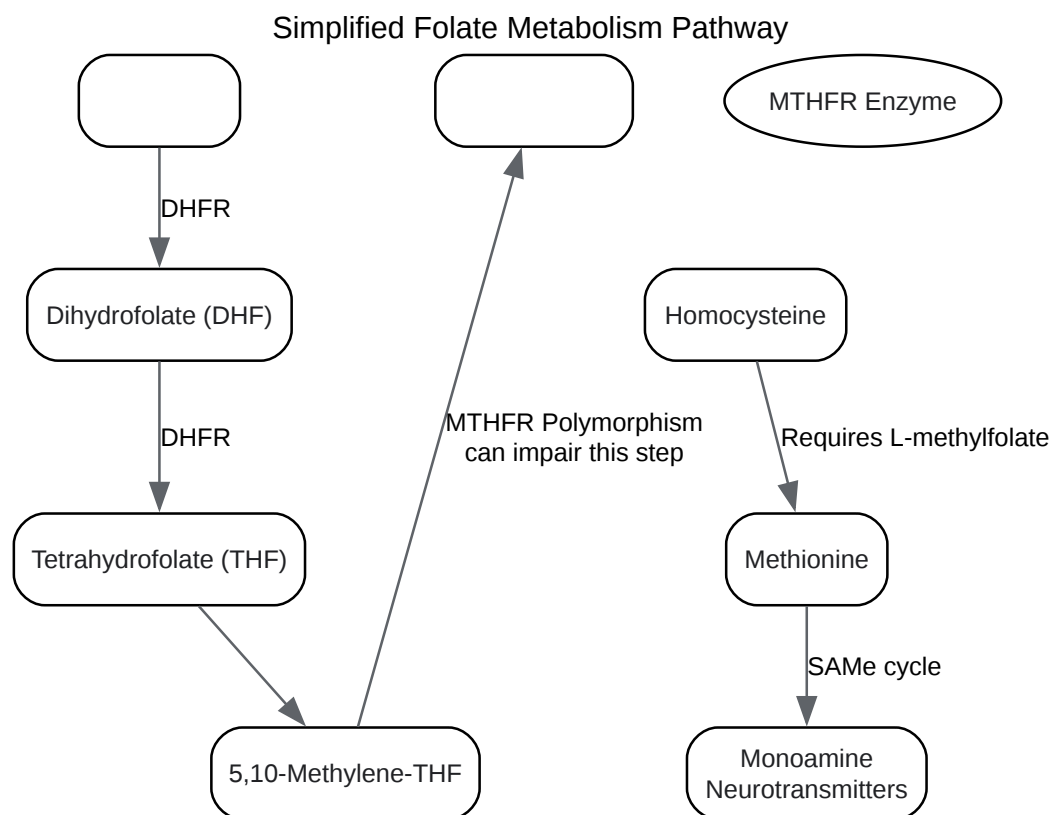 Simplified Folate Metabolism Pathway
MTHFR Enzyme
DHFR
Dihydrofolate (DHF)
Homocysteine
DHFR
MTHFR Polymorphism
can impair this step
Requires L-methylfolate
Tetrahydrofolate (THF)
Methionine
SAMe cycle
5,10-Methylene-THF
Monoamine
Neurotransmitters